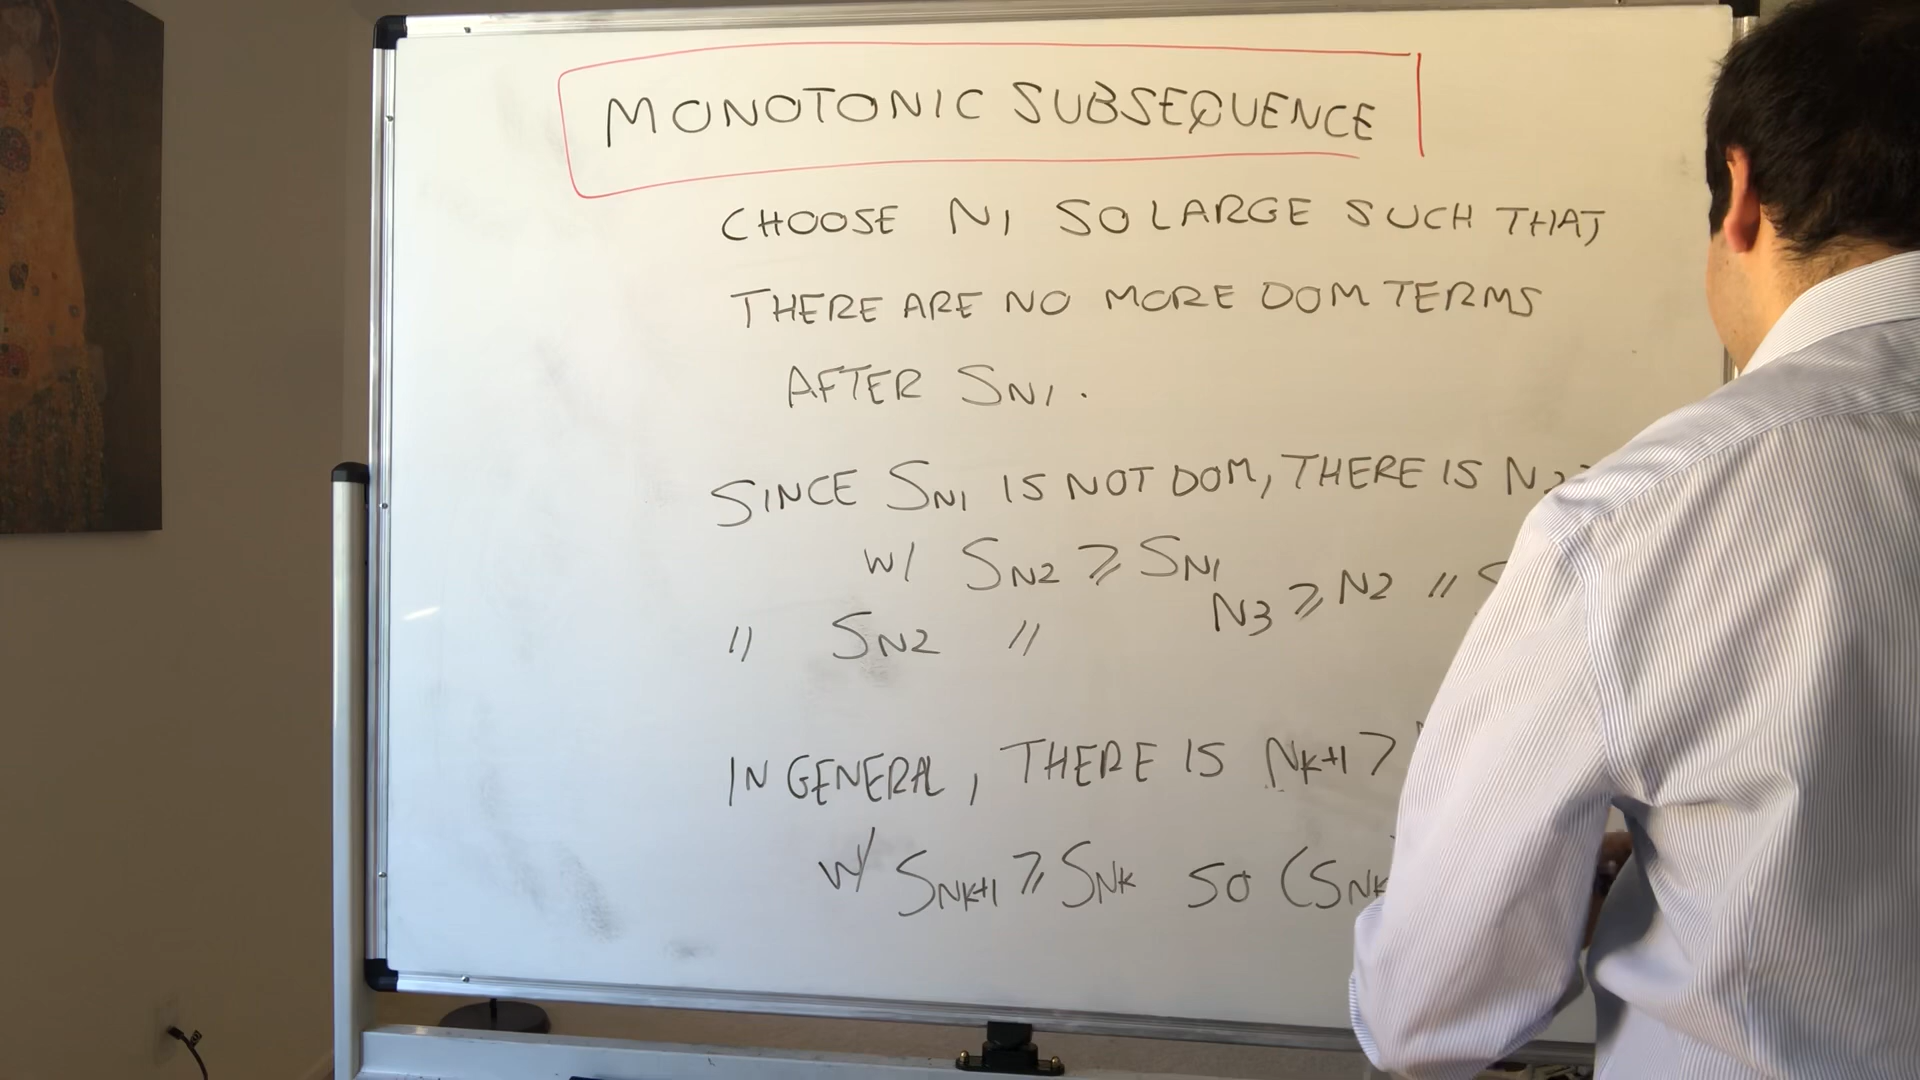 MONOTONIC SUBSEQUENCE
CHOOSE N1 SO LARGE SUCH THAT
THERE ARE NO MORE DOM TERMS
AFTER SN1.
SINCE SN1 IS NOT DOM, THERE IS N2
W/ SN2 ⩾ SN1
" SN2 " N3 ⩾ N2 "
IN GENERAL, THERE IS NK+1 >
W/ SNK+1 ⩾ SNK SO (SNK